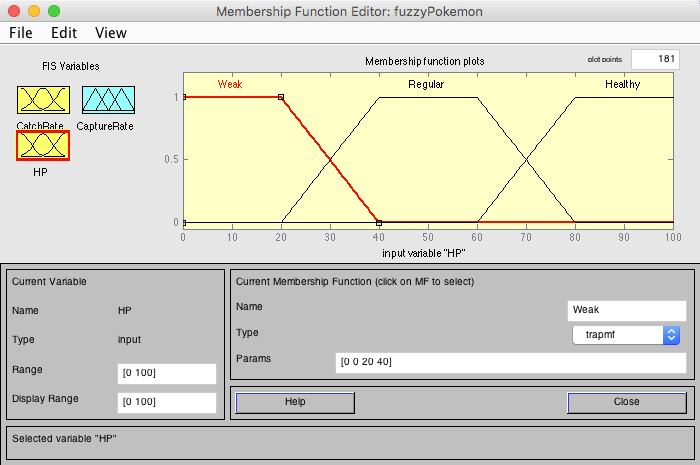 Membership Function Editor: fuzzyPokemon
File Edit View
FIS Variables
CatchRate CaptureRate
HP
Membership function plots
plot points 181
Weak Regular Healthy
1
0.5
0
0 10 20 30 40 50 60 70 80 90 100
input variable "HP"
Current Variable
Name HP
Type input
Range [0 100]
Display Range [0 100]
Current Membership Function (click on MF to select)
Name Weak
Type trapmf
Params [0 0 20 40]
Help Close
Selected variable "HP"